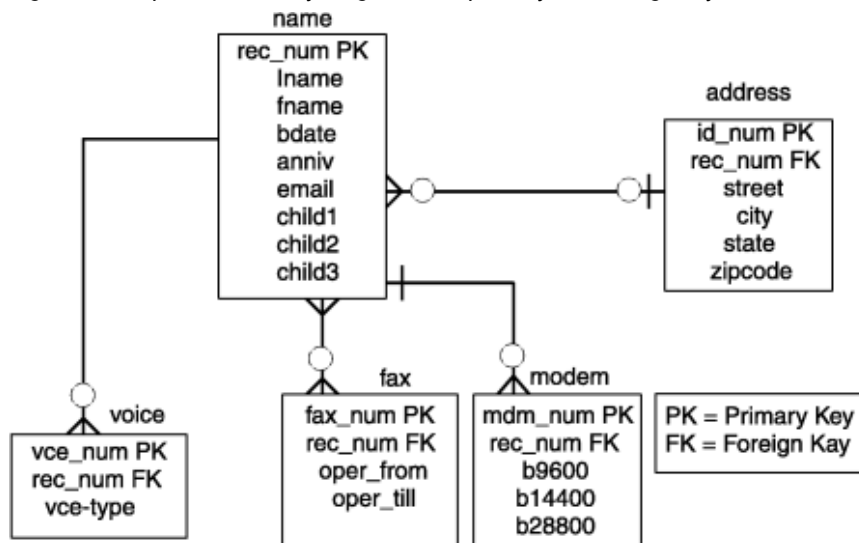 name
rec_num PK
lname
fname
bdate
anniv
email
child1
child2
child3
address
id_num PK
rec_num FK
street
city
state
zipcode
voice
vce_num PK
rec_num FK
vce-type
fax
fax_num PK
rec_num FK
oper_from
oper_till
modem
mdm_num PK
rec_num FK
b9600
b14400
b28800
PK = Primary Key
FK = Foreign Kay